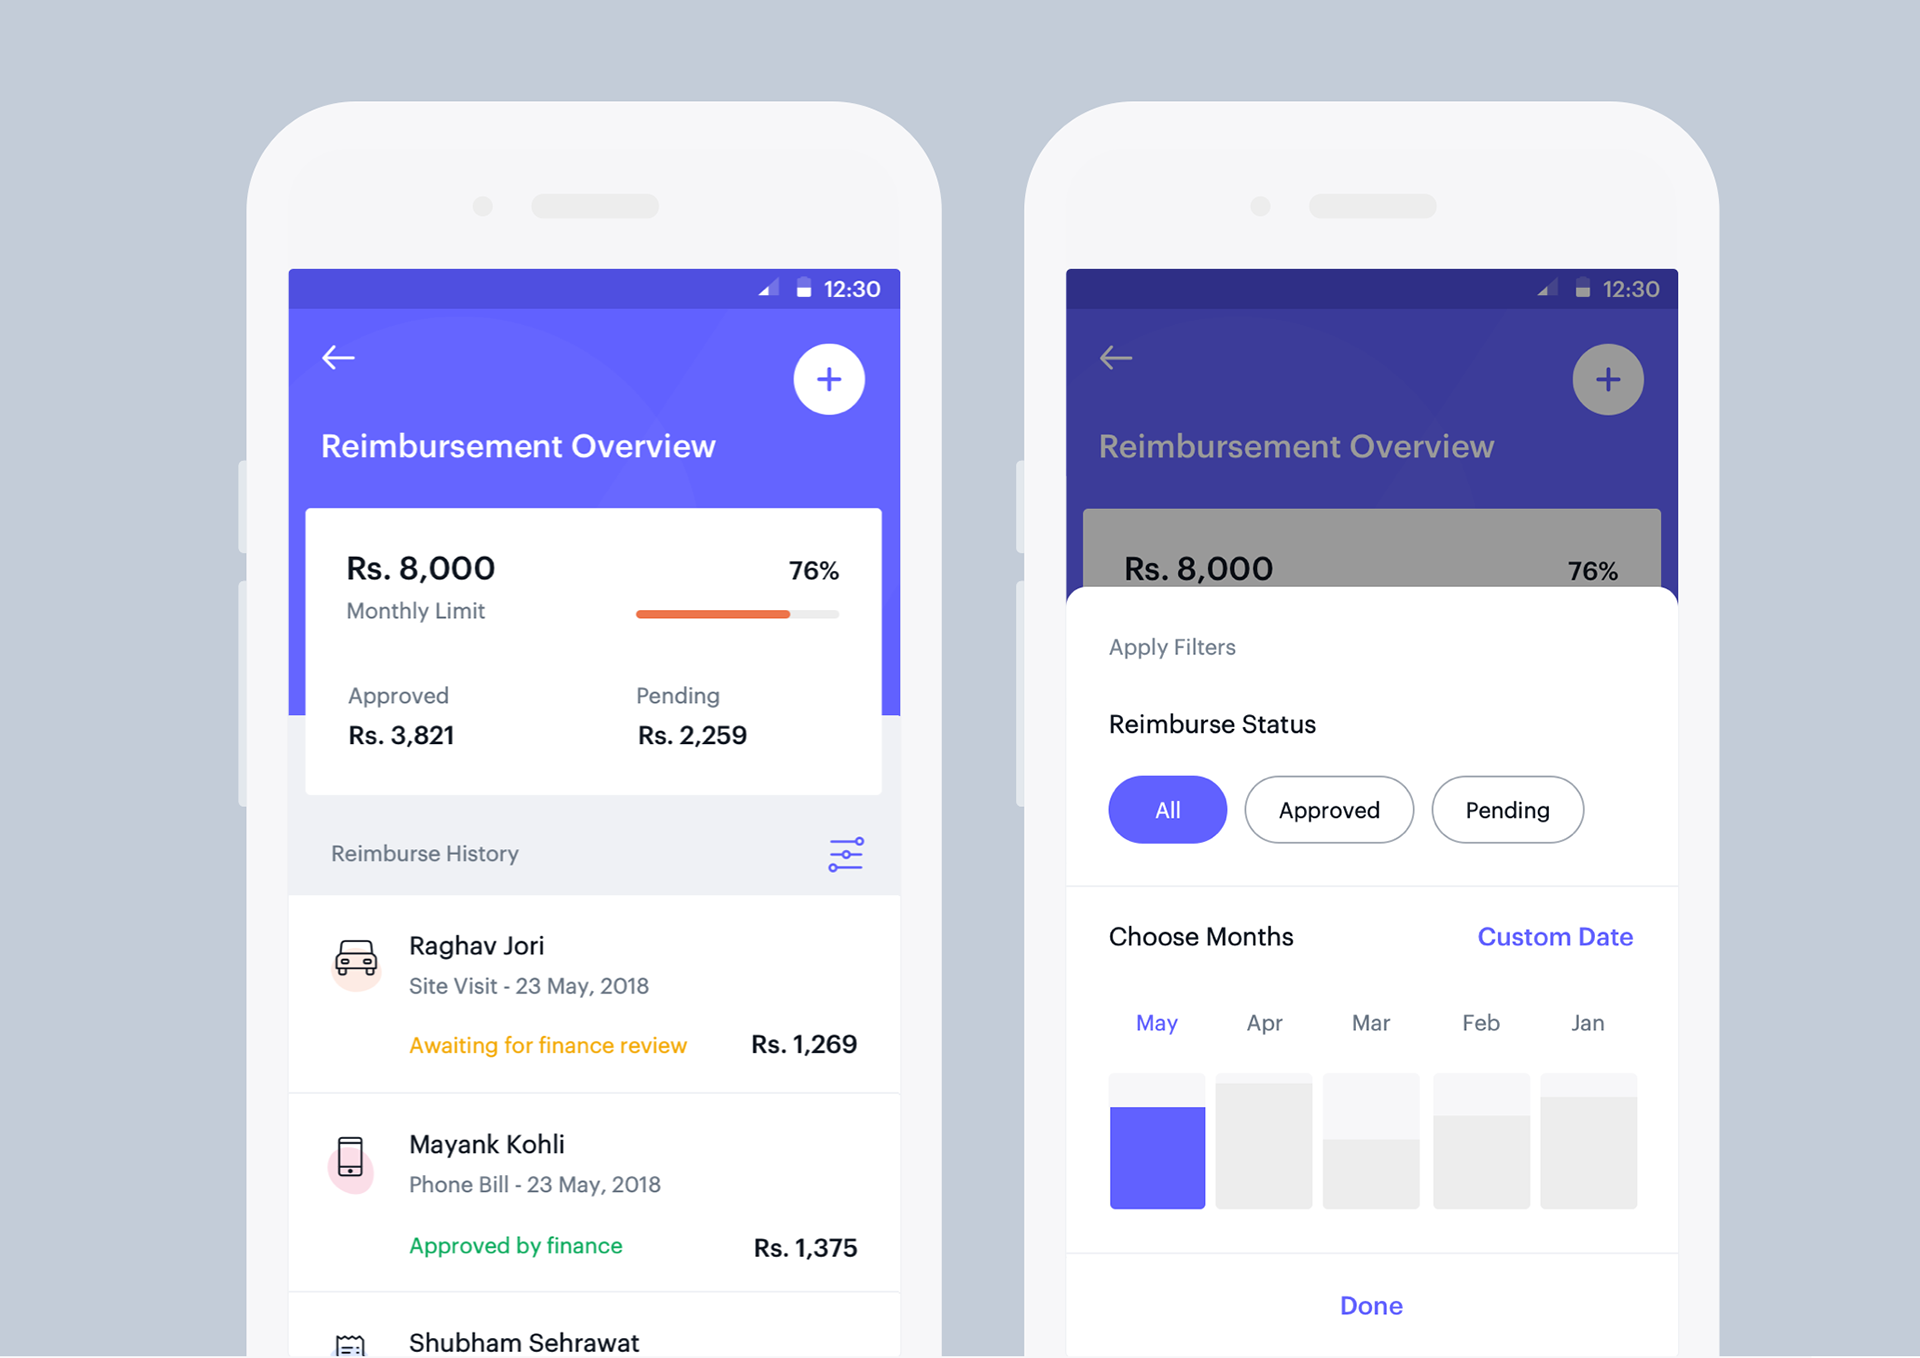 12:30
+
Reimbursement Overview
Rs. 8,000
76%
Monthly Limit
Approved
Pending
Rs. 3,821
Rs. 2,259
Reimburse History
Raghav Jori
Site Visit - 23 May, 2018
Awaiting for finance review
Rs. 1,269
Mayank Kohli
Phone Bill - 23 May, 2018
Approved by finance
Rs. 1,375
Shubham Sehrawat
12:30
+
Reimbursement Overview
Rs. 8,000
76%
Apply Filters
Reimburse Status
All
Approved
Pending
Choose Months
Custom Date
May
Apr
Mar
Feb
Jan
Done